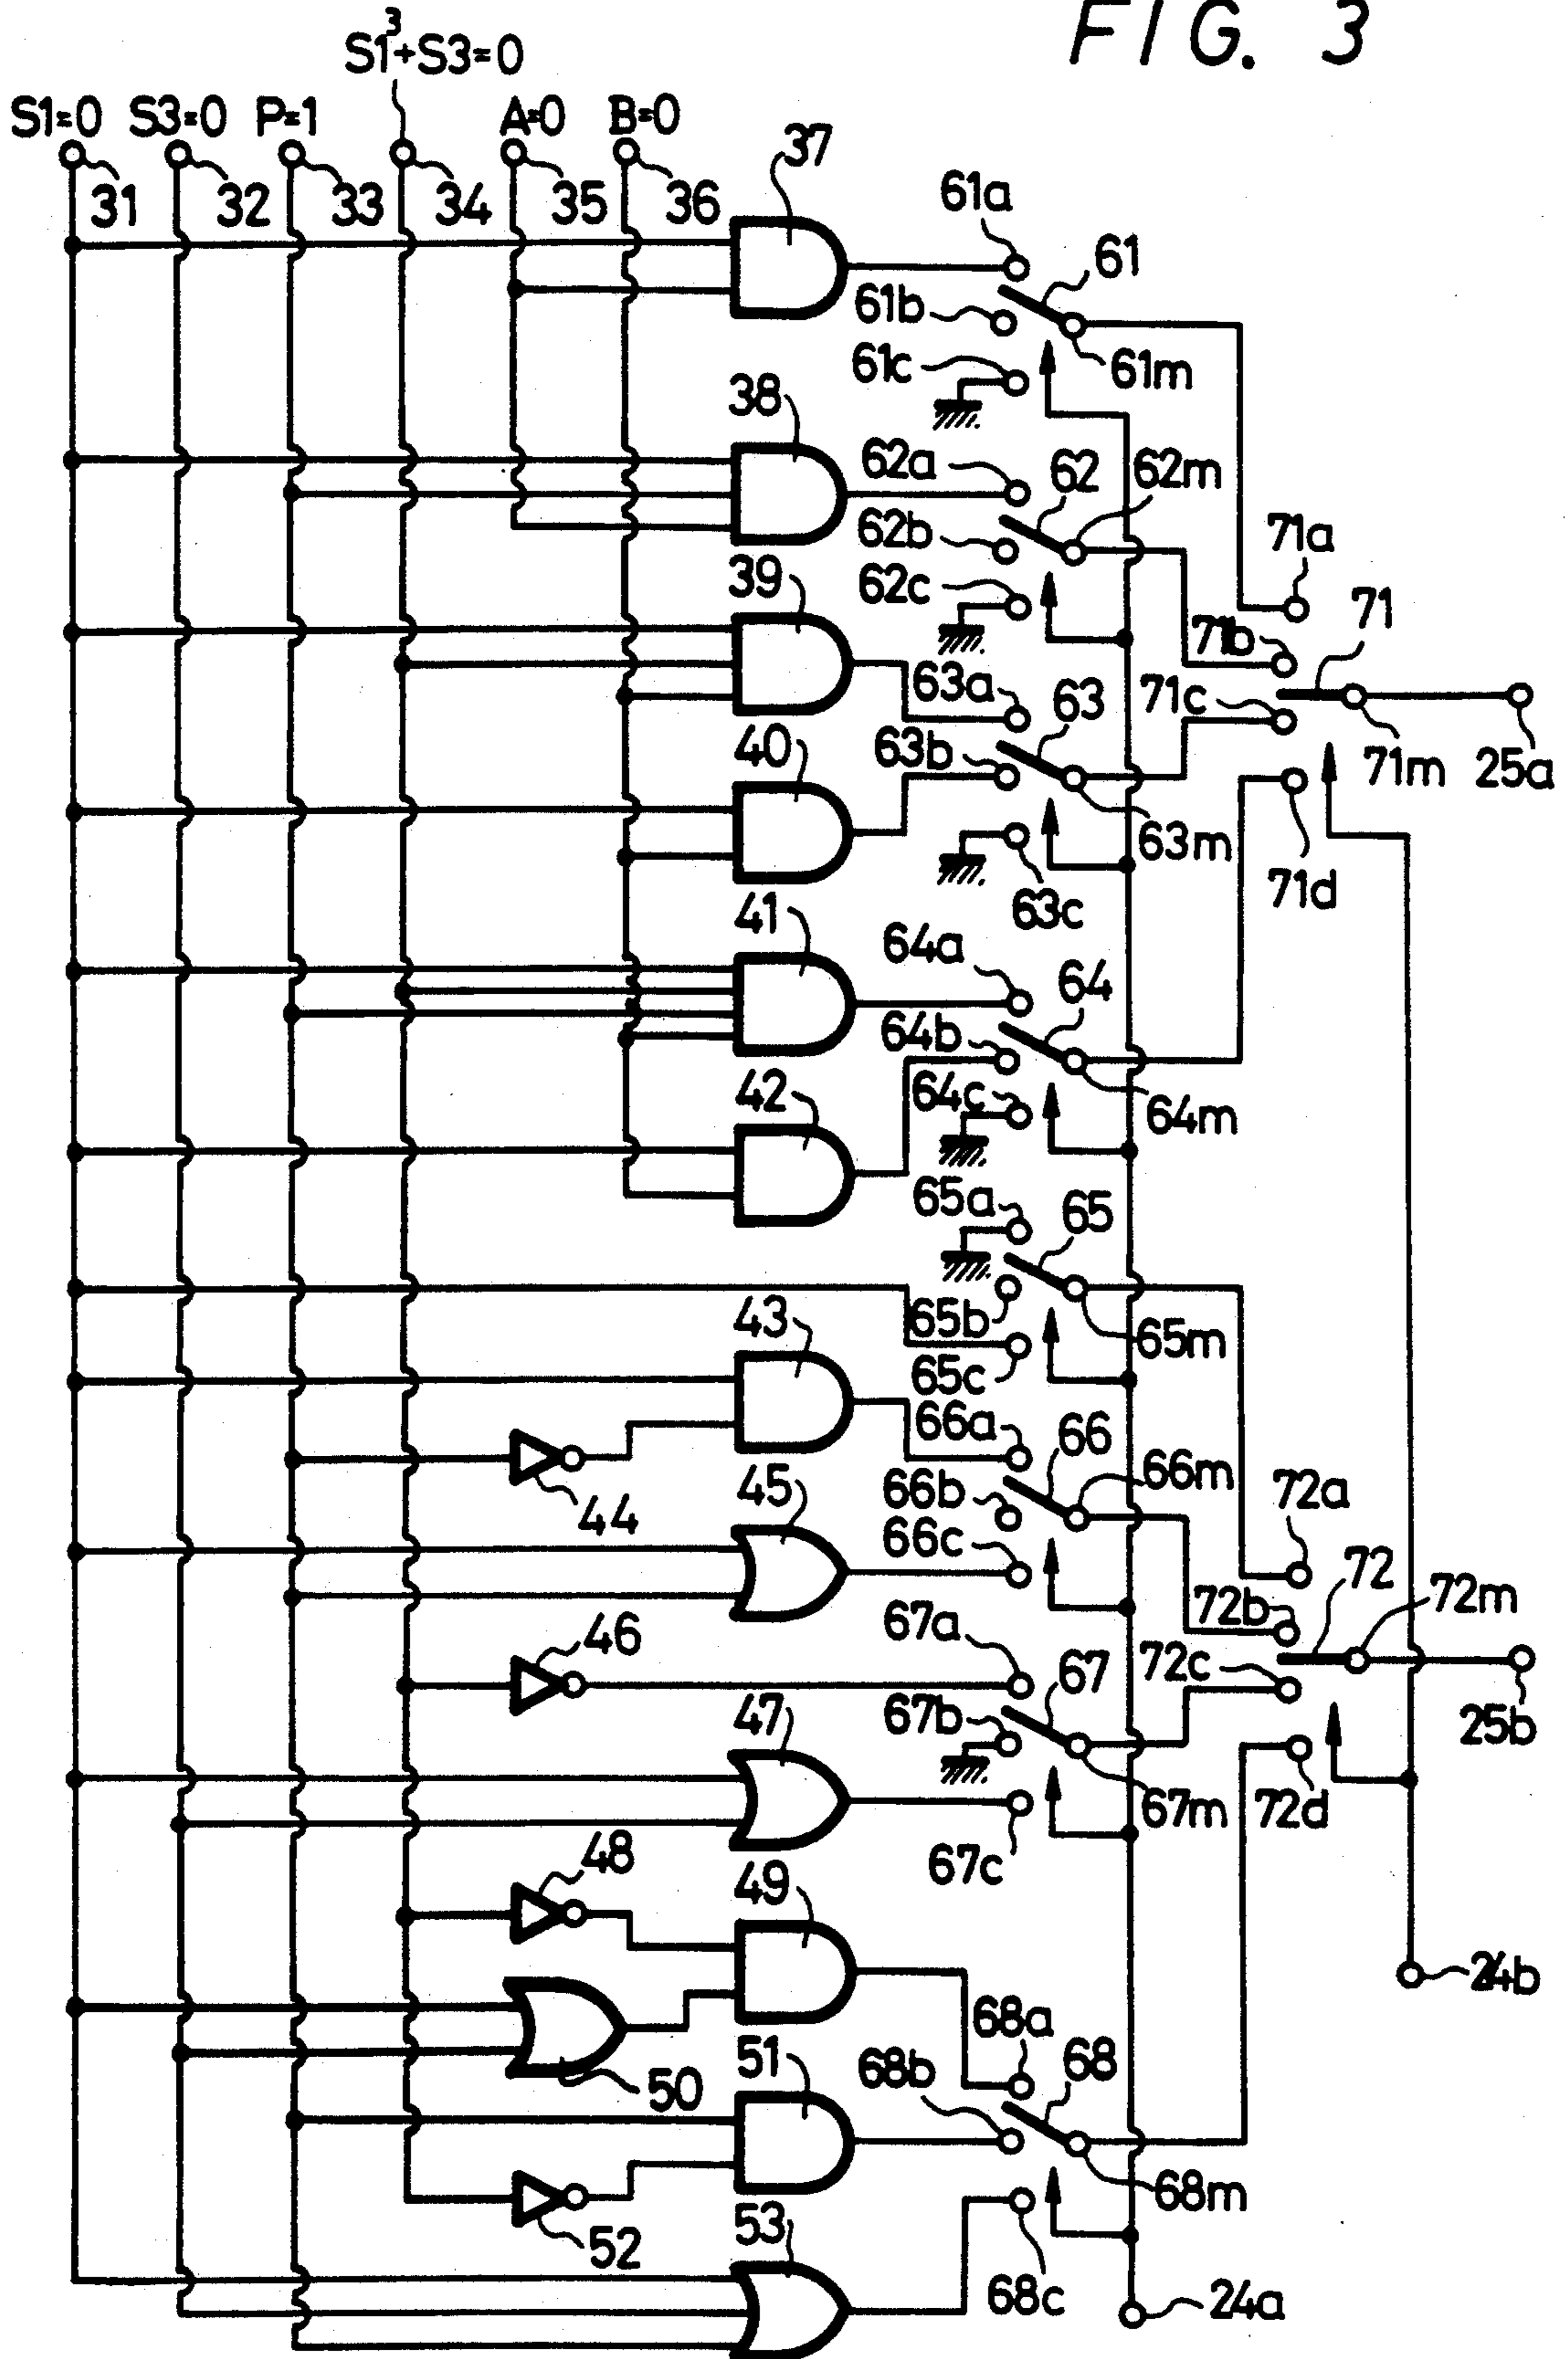 FIG. 3
S1³+S3=0
S1=0 S3=0 P=1 A=0 B=0
31 32 33 34 35 36 37
61a
61
61b
61c 61m
38
62a 62 62m
62b
71a
39 62c
71 71b
63a 63 71c
40 63b
71m 25a
63m
71d
63c
41
64a
64
64b
42 64c 64m
65a 65
43 65b 65m
65c
66a 66
45 66b 66m 72a
44 66c
72 72m
72b
46 67a
67 72c
47 67b 25b
67m 72d
48 67c
49
24b
68a
50 51 68b 68
68m
52 53
68c 24a